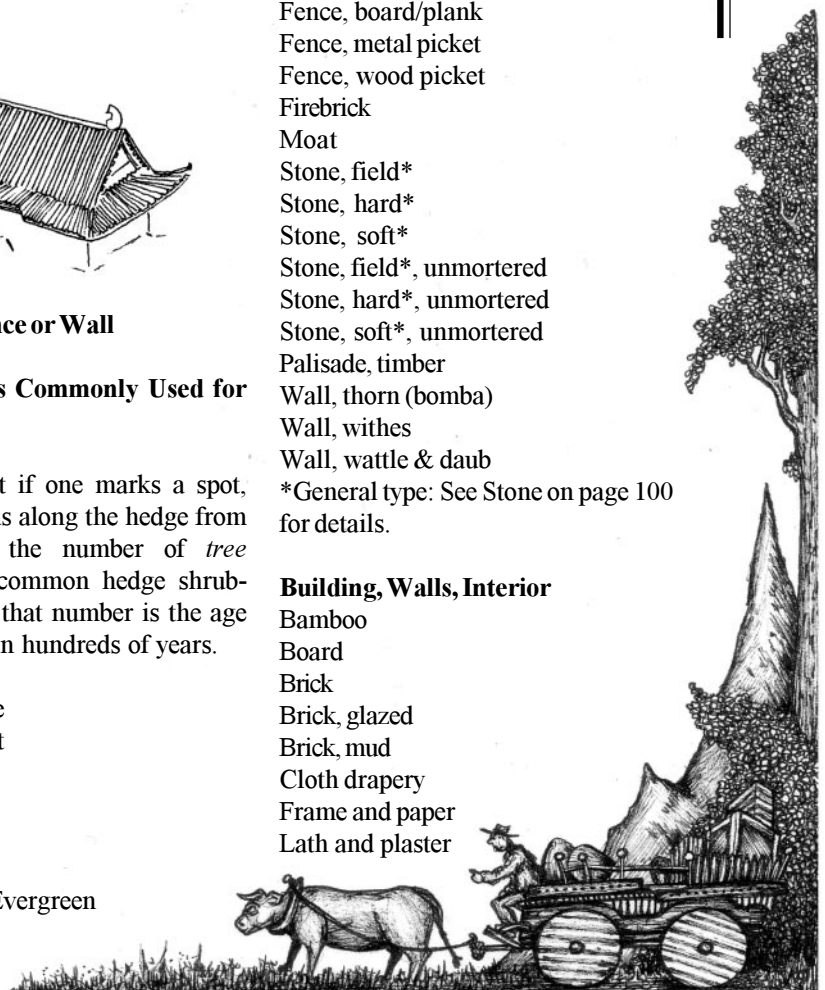 nce or Wall
s Commonly Used for
t if one marks a spot,
s along the hedge from
the number of tree
common hedge shrub-
that number is the age
n hundreds of years.
e
t
Evergreen
Fence, board/plank
Fence, metal picket
Fence, wood picket
Firebrick
Moat
Stone, field*
Stone, hard*
Stone, soft*
Stone, field*, unmortered
Stone, hard*, unmortered
Stone, soft*, unmortered
Palisade, timber
Wall, thorn (bomba)
Wall, withes
Wall, wattle & daub
*General type: See Stone on page 100
for details.
Building, Walls, Interior
Bamboo
Board
Brick
Brick, glazed
Brick, mud
Cloth drapery
Frame and paper
Lath and plaster